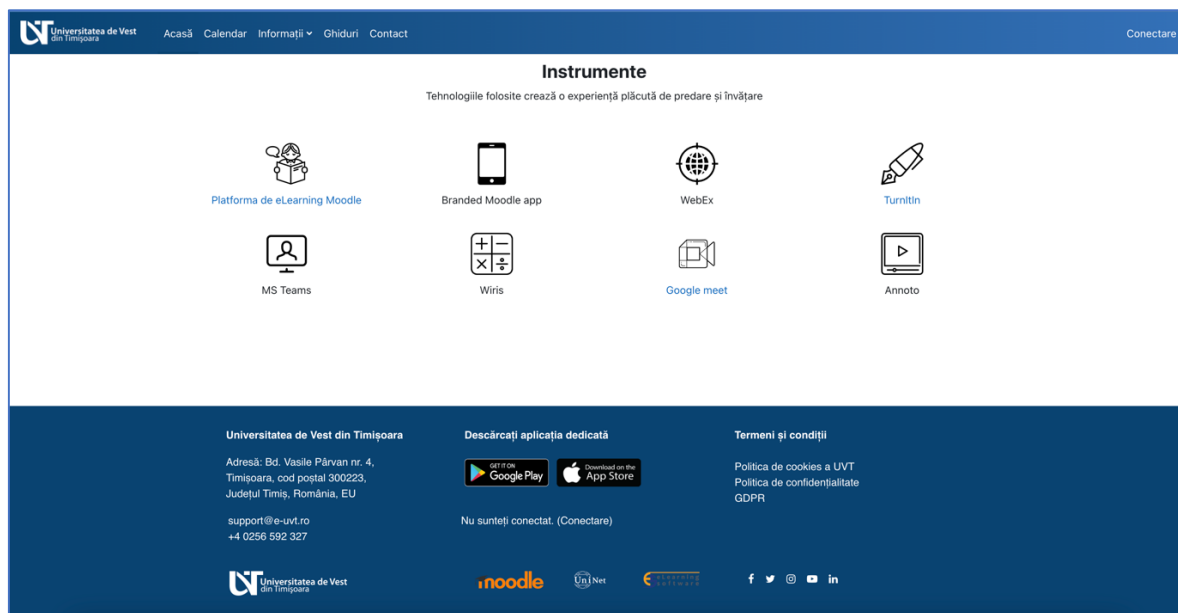 Universitatea de Vest
din Timișoara
Acasă Calendar Informații Ghiduri Contact
Conectare
Instrumente
Tehnologiile folosite crează o experiență plăcută de predare și învățare
Platforma de eLearning Moodle
Branded Moodle app
WebEx
TurnItIn
MS Teams
Wiris
Google meet
Annoto
Universitatea de Vest din Timișoara
Adresă: Bd. Vasile Pârvan nr. 4,
Timișoara, cod poștal 300223,
Județul Timiș, România, EU
support@e-uvt.ro
+4 0256 592 327
Descărcați aplicația dedicată
GET IT ON
Google Play
Download on the
App Store
Nu sunteți conectat. (Conectare)
Termeni și condiții
Politica de cookies a UVT
Politica de confidențialitate
GDPR
Universitatea de Vest
din Timișoara
moodle
UniNet
eLearning
software